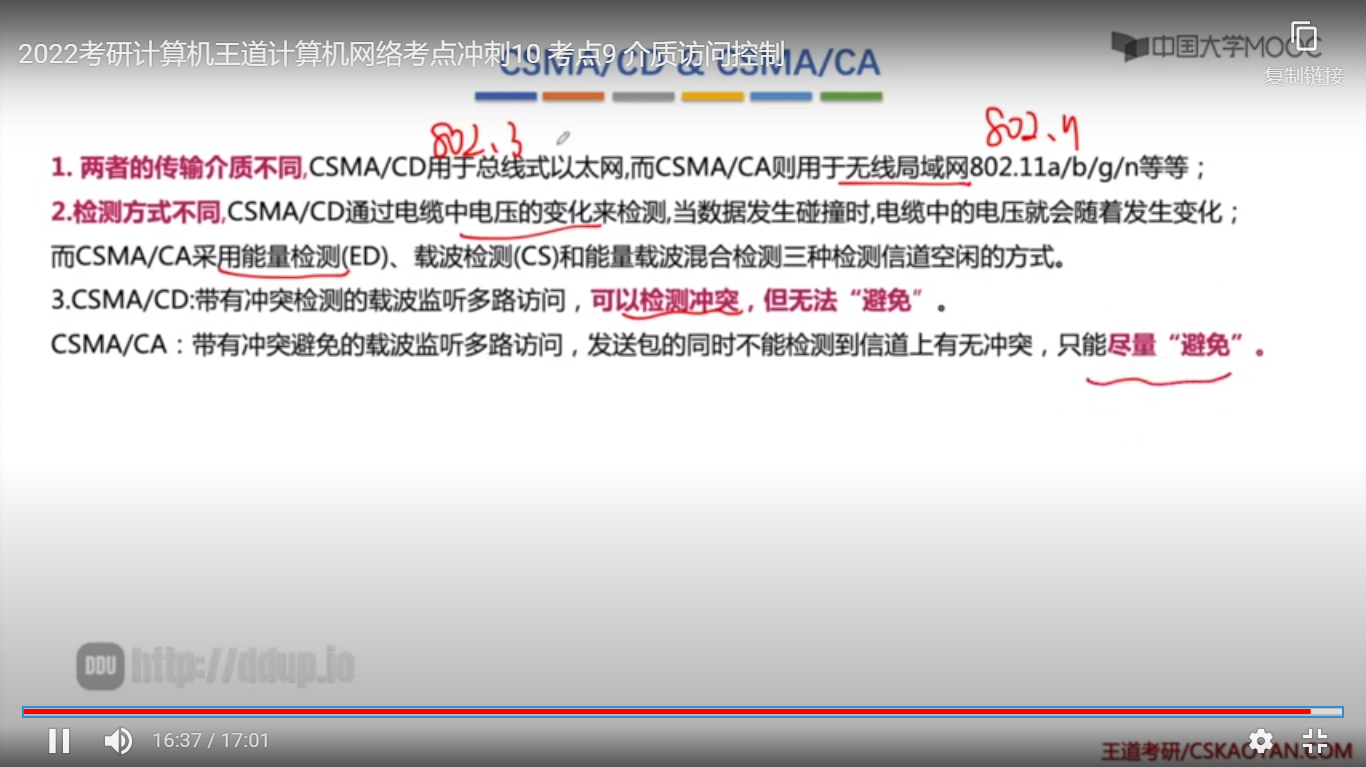 2022考研计算机王道计算机网络考点冲刺10 考点9 介质访问控制
CSMA/CD & CSMA/CA
中国大学MOOC
复制链接
802.3
1. 两者的传输介质不同,CSMA/CD用于总线式以太网,而CSMA/CA则用于无线局域网802.11a/b/g/n等等；
2.检测方式不同,CSMA/CD通过电缆中电压的变化来检测,当数据发生碰撞时,电缆中的电压就会随着发生变化；
而CSMA/CA采用能量检测(ED)、载波检测(CS)和能量载波混合检测三种检测信道空闲的方式。
3.CSMA/CD:带有冲突检测的载波监听多路访问，可以检测冲突，但无法“避免”。
CSMA/CA：带有冲突避免的载波监听多路访问，发送包的同时不能检测到信道上有无冲突，只能尽量“避免”。
DDU http://ddup.io
16:37 / 17:01
王道考研/CSKAOYAN.COM